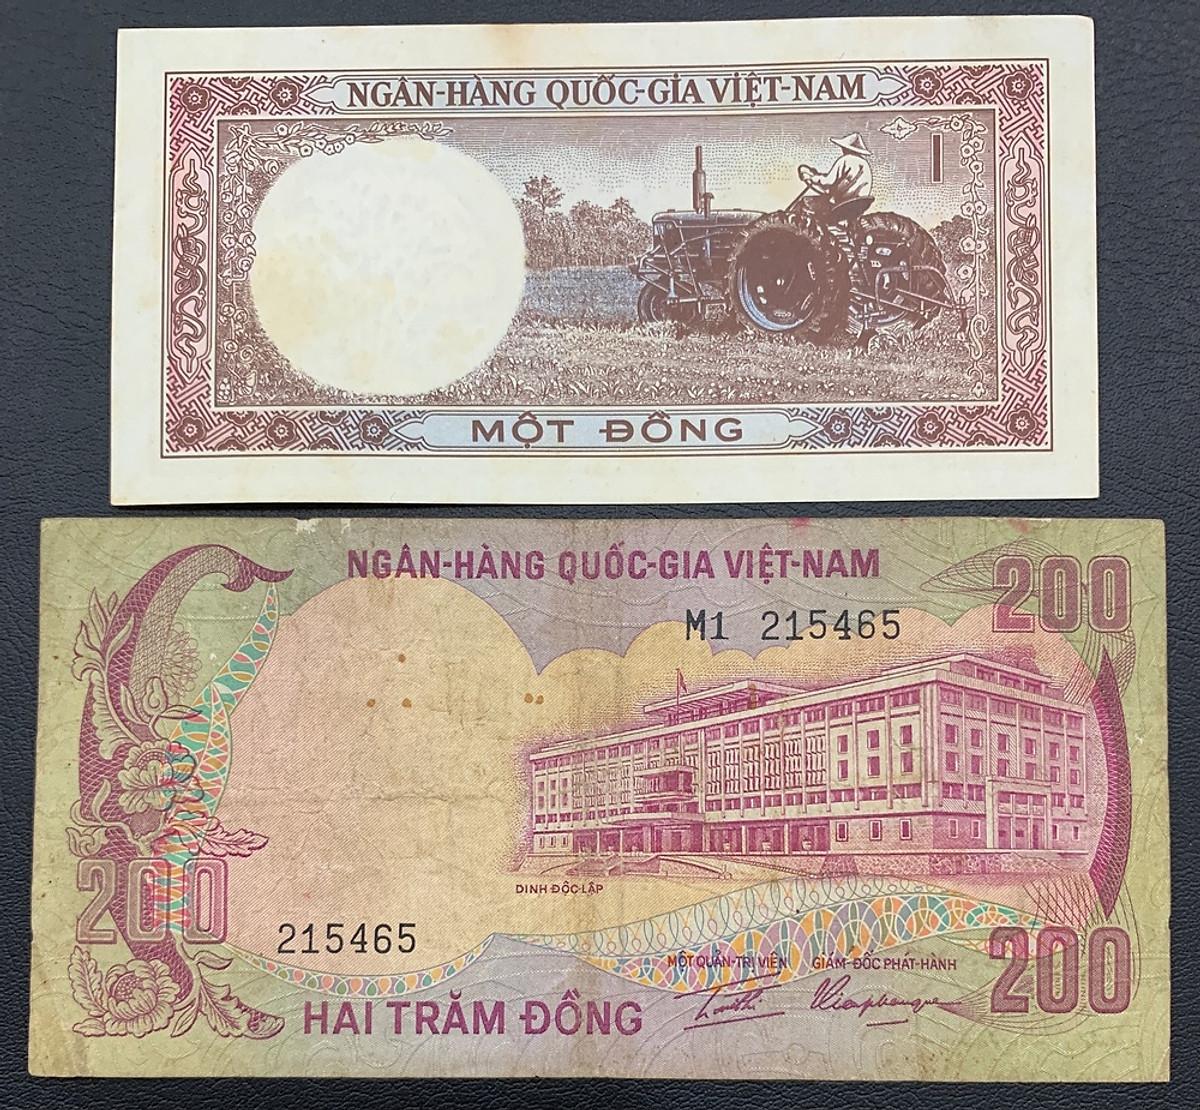 NGÂN-HÀNG QUỐC-GIA VIỆT-NAM
1
MỘT ĐỒNG
NGÂN-HÀNG QUỐC-GIA VIỆT-NAM
200
M1 215465
DINH ĐỘC-LẬP
200
215465
MỘT QUẢN-TRỊ VIÊN GIÁM-ĐỐC PHÁT-HÀNH
200
HAI TRĂM ĐỒNG